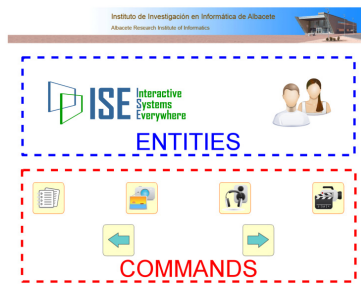 Instituto de Investigación en Informática de Albacete
Albacete Research Institute of Informatics
ISE Interactive
Systems
Everywhere
ENTITIES
COMMANDS